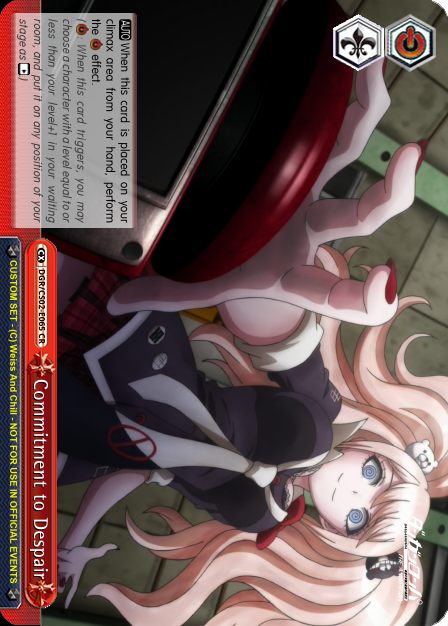 AUTO When this card is placed on your
climax area from your hand, perform
the effect.
( : When this card triggers, you may
choose a character with a level equal to or
less than your level+1 in your waiting
room, and put it on any position of your
stage as .)
CX DGR/CS02-E065 CR
Commitment to Despair
CUSTOM SET - (C) Weiss And Chill - NOT FOR USE IN OFFICIAL EVENTS